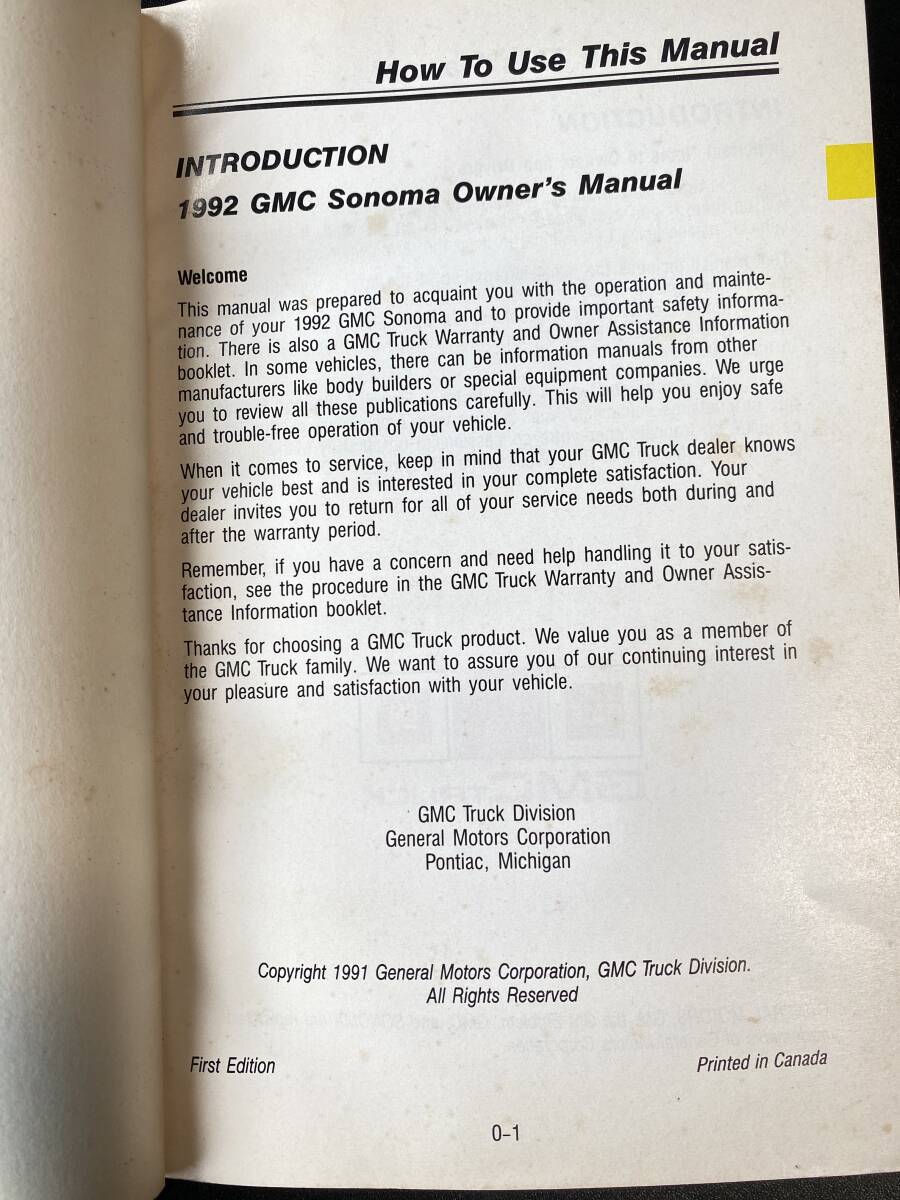 How To Use This Manual
INTRODUCTION
1992 GMC Sonoma Owner's Manual
Welcome
This manual was prepared to acquaint you with the operation and mainte-
nance of your 1992 GMC Sonoma and to provide important safety informa-
tion. There is also a GMC Truck Warranty and Owner Assistance Information
booklet. In some vehicles, there can be information manuals from other
manufacturers like body builders or special equipment companies. We urge
you to review all these publications carefully. This will help you enjoy safe
and trouble-free operation of your vehicle.
When it comes to service, keep in mind that your GMC Truck dealer knows
your vehicle best and is interested in your complete satisfaction. Your
dealer invites you to return for all of your service needs both during and
after the warranty period.
Remember, if you have a concern and need help handling it to your satis-
faction, see the procedure in the GMC Truck Warranty and Owner Assis-
tance Information booklet.
Thanks for choosing a GMC Truck product. We value you as a member of
the GMC Truck family. We want to assure you of our continuing interest in
your pleasure and satisfaction with your vehicle.
GMC Truck Division
General Motors Corporation
Pontiac, Michigan
Copyright 1991 General Motors Corporation, GMC Truck Division.
All Rights Reserved
First Edition
Printed in Canada
0-1